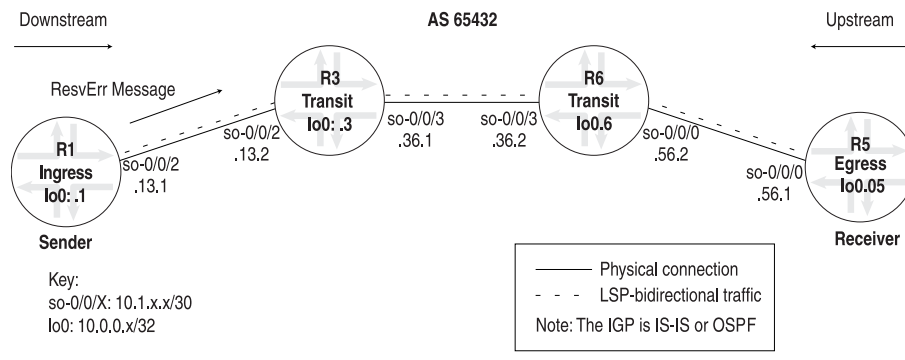 Downstream
AS 65432
Upstream
ResvErr Message
R1
Ingress
lo0: .1
Sender
so-0/0/2
.13.1
R3
Transit
lo0: .3
so-0/0/2
.13.2
so-0/0/3
.36.1
R6
Transit
lo0.6
so-0/0/3
.36.2
so-0/0/0
.56.2
R5
Egress
lo0.05
so-0/0/0
.56.1
Receiver
Key:
so-0/0/X: 10.1.x.x/30
lo0: 10.0.0.x/32
Physical connection
LSP-bidirectional traffic
Note: The IGP is IS-IS or OSPF